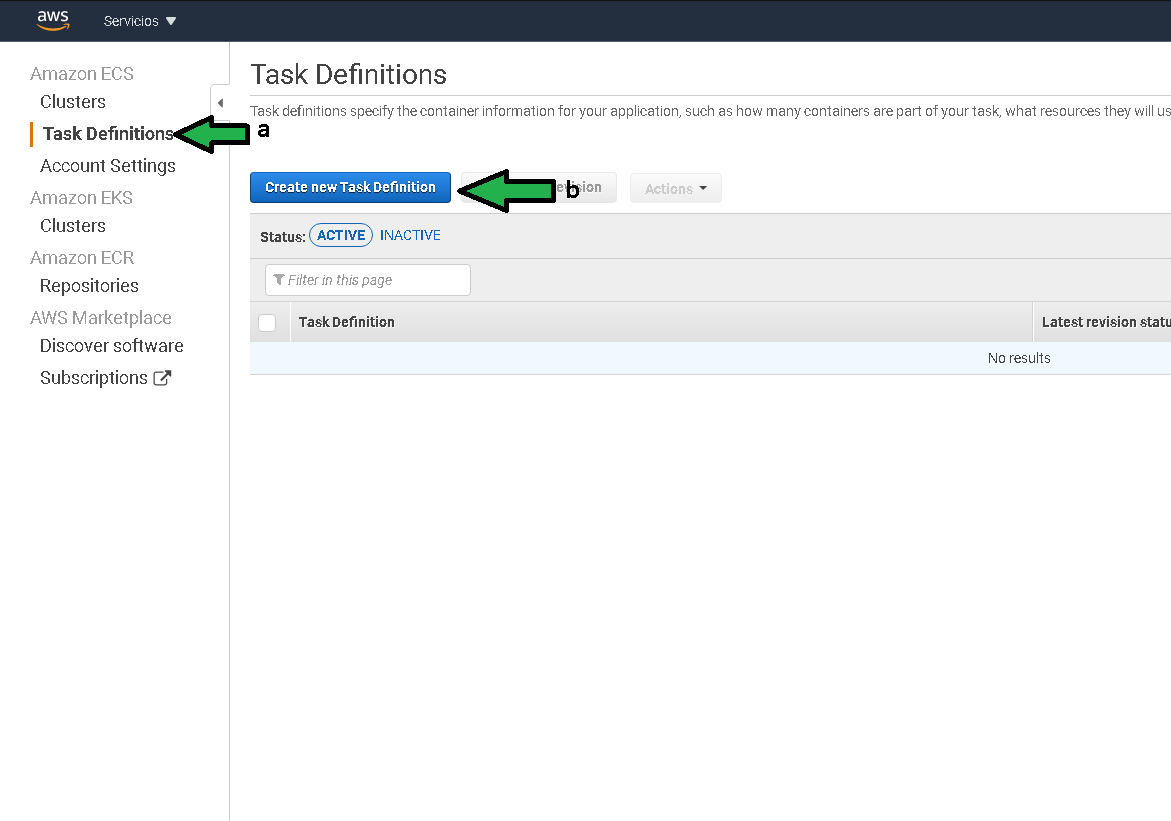 aws Servicios
Amazon ECS
Clusters
Task Definitions
a
Account Settings
Amazon EKS
Clusters
Amazon ECR
Repositories
AWS Marketplace
Discover software
Subscriptions
Task Definitions
Task definitions specify the container information for your application, such as how many containers are part of your task, what resources they will us
Create new Task Definition b Actions
Status: ACTIVE INACTIVE
Filter in this page
Task Definition Latest revision statu
No results